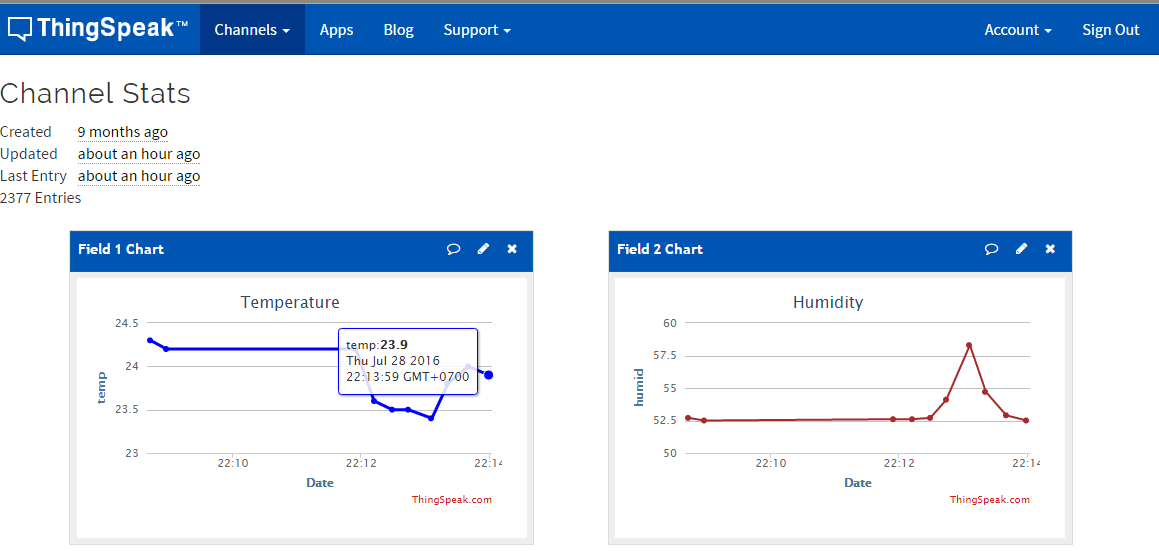 ThingSpeak™ Channels Apps Blog Support Account Sign Out
Channel Stats
Created 9 months ago
Updated about an hour ago
Last Entry about an hour ago
2377 Entries
Field 1 Chart
Temperature
24.5
24
23.5
23
temp
temp:23.9
Thu Jul 28 2016
22:13:59 GMT+0700
22:10 22:12 22:14
Date
ThingSpeak.com
Field 2 Chart
Humidity
60
57.5
55
52.5
50
humid
22:10 22:12 22:14
Date
ThingSpeak.com